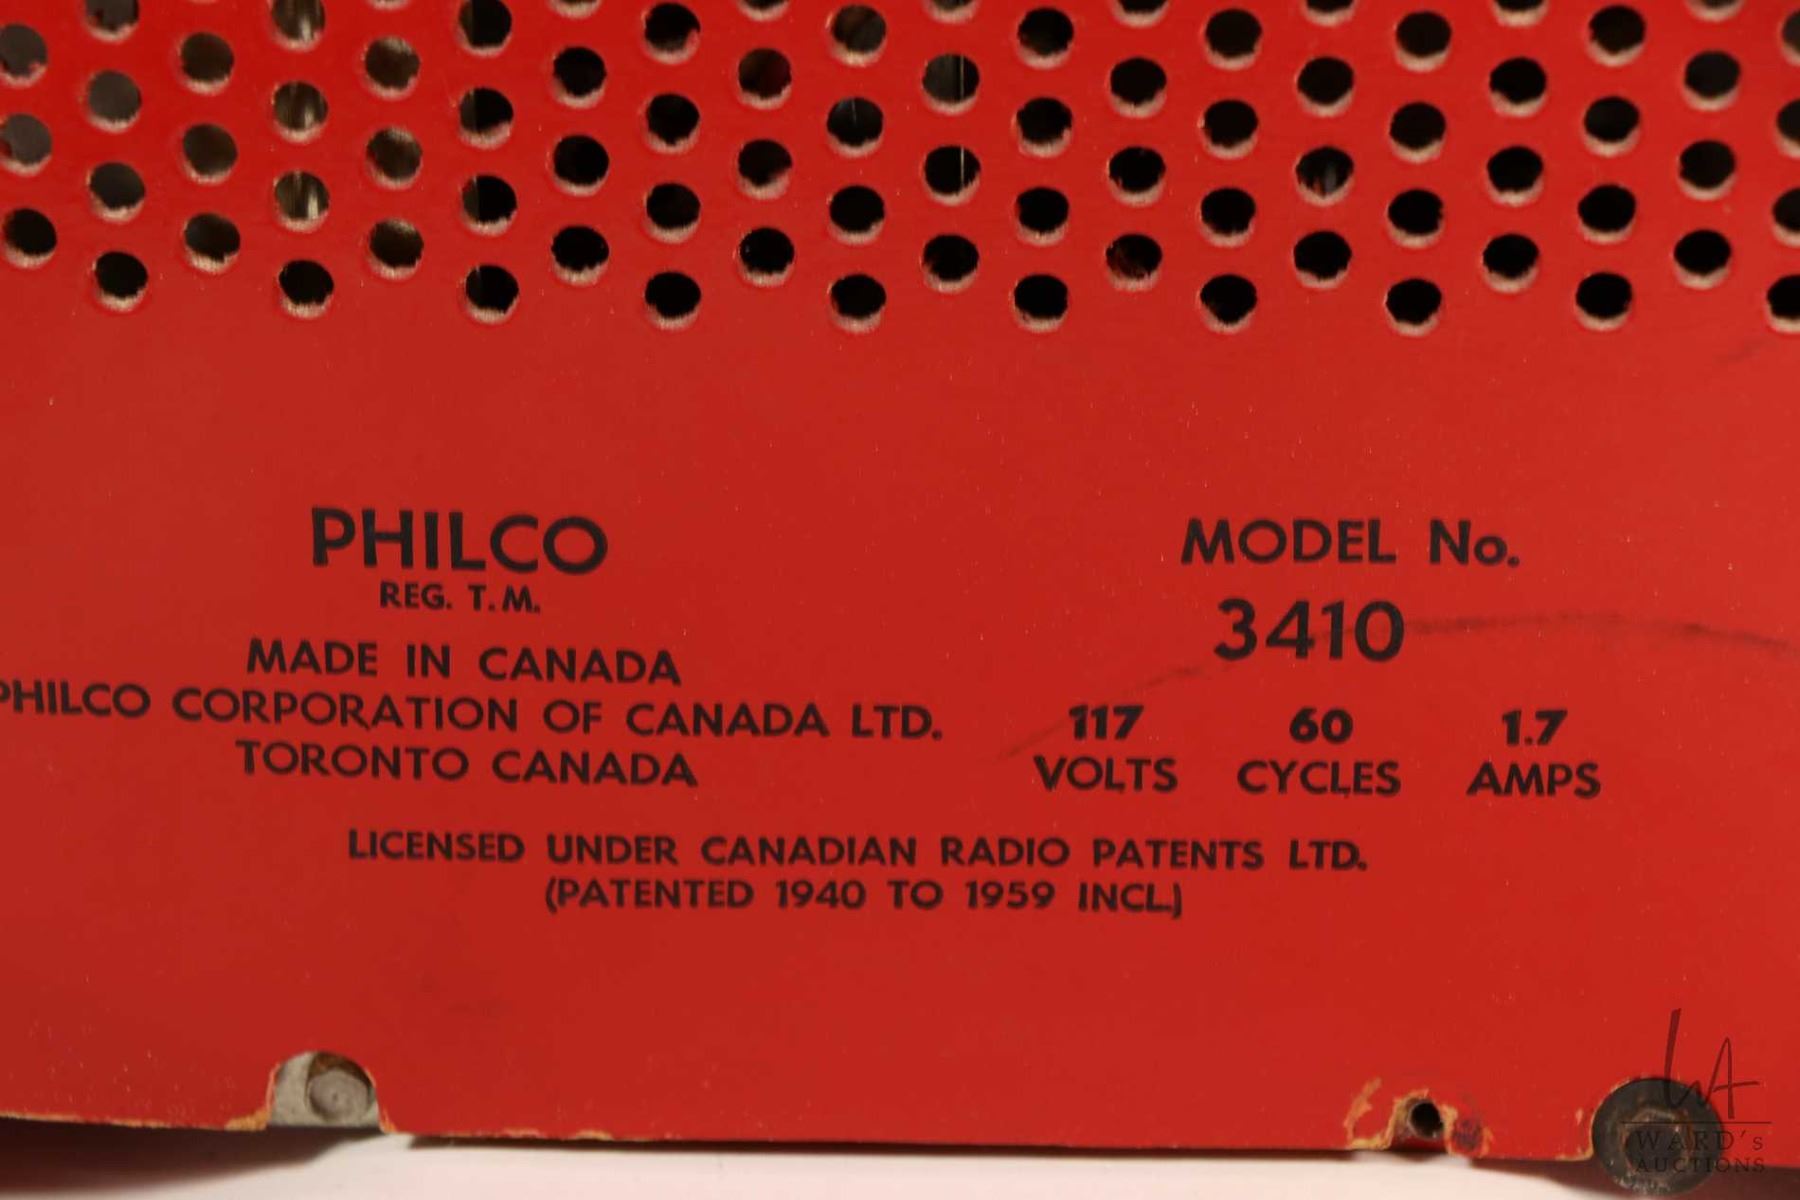 PHILCO
REG. T.M.
MADE IN CANADA
PHILCO CORPORATION OF CANADA LTD.
TORONTO CANADA
MODEL No.
3410
117 60 1.7
VOLTS CYCLES AMPS
LICENSED UNDER CANADIAN RADIO PATENTS LTD.
(PATENTED 1940 TO 1959 INCL.)
WA
WARD's
AUCTIONS